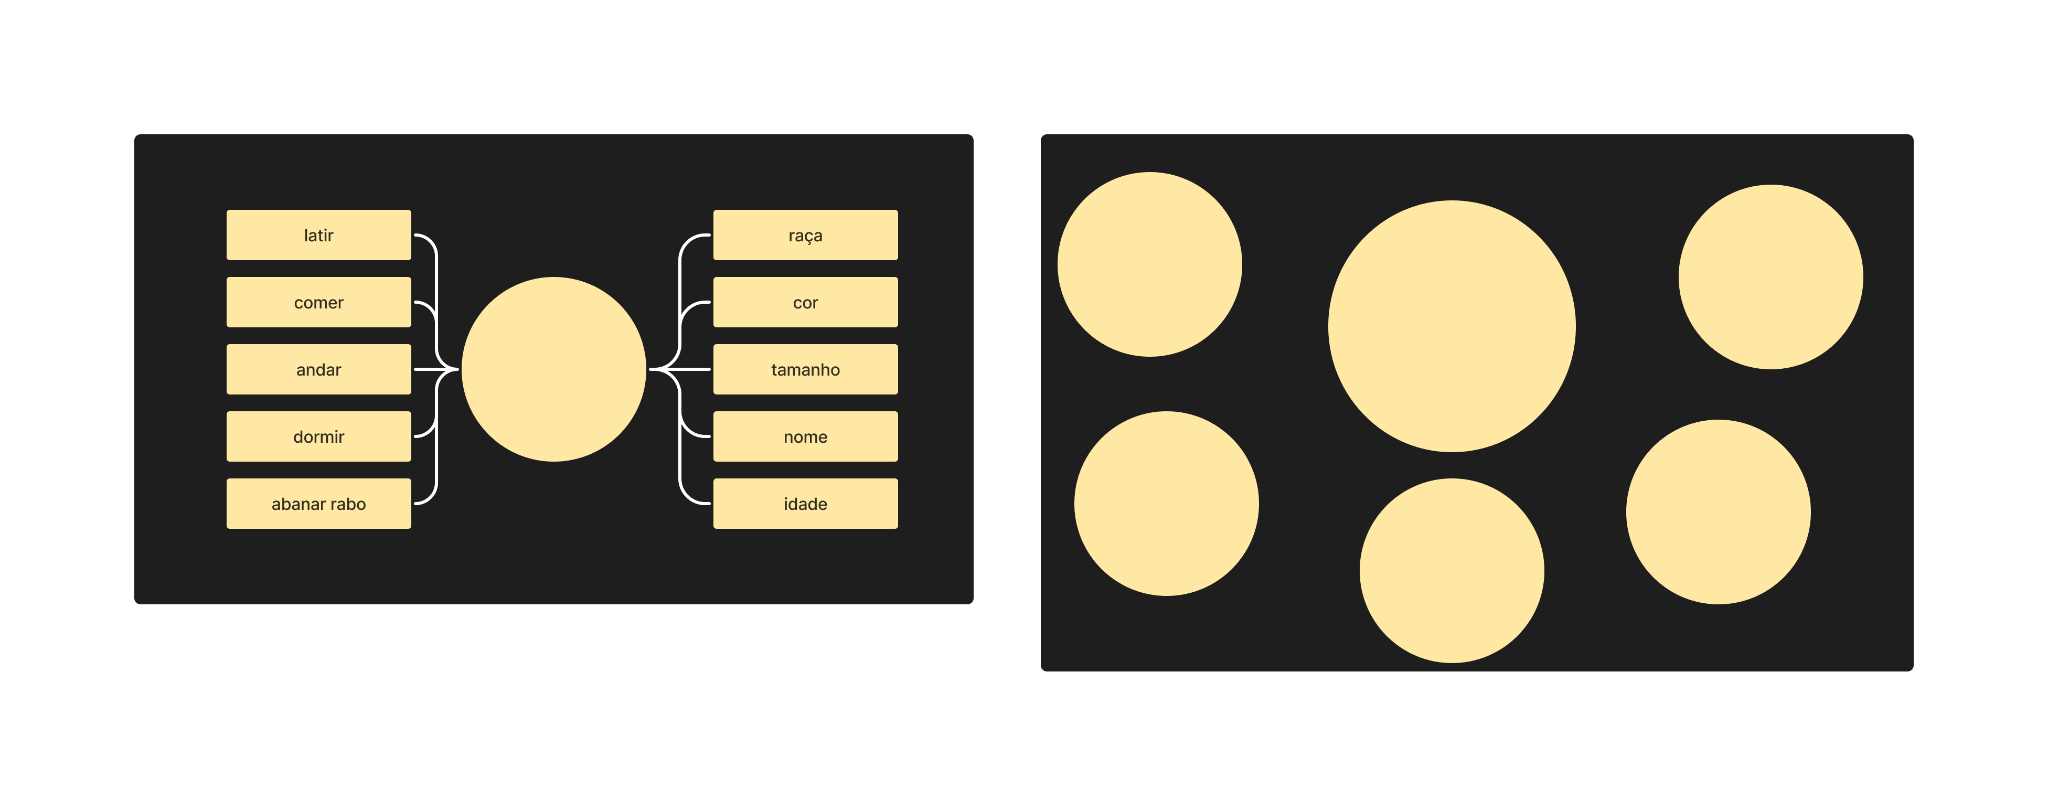 latir
comer
andar
dormir
abanar rabo
raça
cor
tamanho
nome
idade